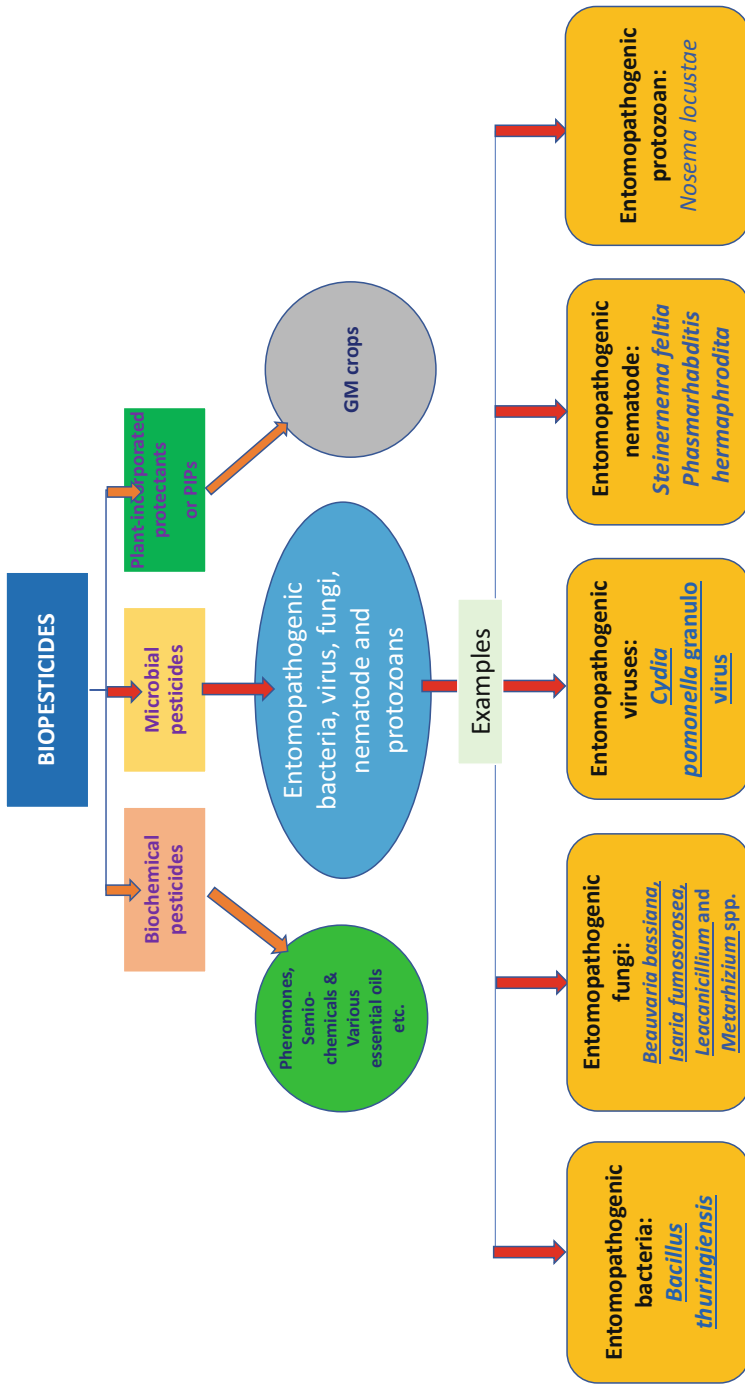 BIOPESTICIDES
Biochemical
pesticides
Microbial
pesticides
Plant-incorporated
protectants
or PIPs
Pheromones,
Semio-
chemicals &
Various
essential oils
etc.
Entomopathogenic
bacteria, virus, fungi,
nematode and
protozoans
GM crops
Examples
Entomopathogenic
bacteria:
Bacillus
thuringiensis
Entomopathogenic
fungi:
Beauvaria bassiana,
Isaria fumosorosea,
Leacanicillium and
Metarhizium spp.
Entomopathogenic
viruses:
Cydia
pomonella granulo
virus
Entomopathogenic
nematode:
Steinernema feltia
Phasmarhabditis
hermaphrodita
Entomopathogenic
protozoan:
Nosema locustae